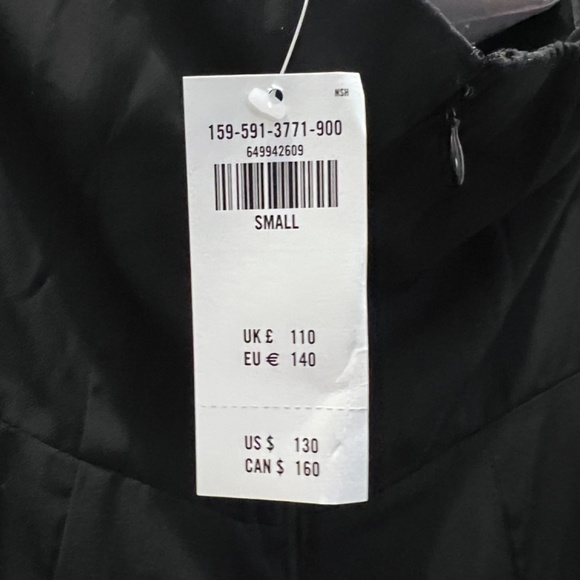 NSH
159-591-3771-900
649942609
SMALL
UK £ 110
EU € 140
US $ 130
CAN $ 160